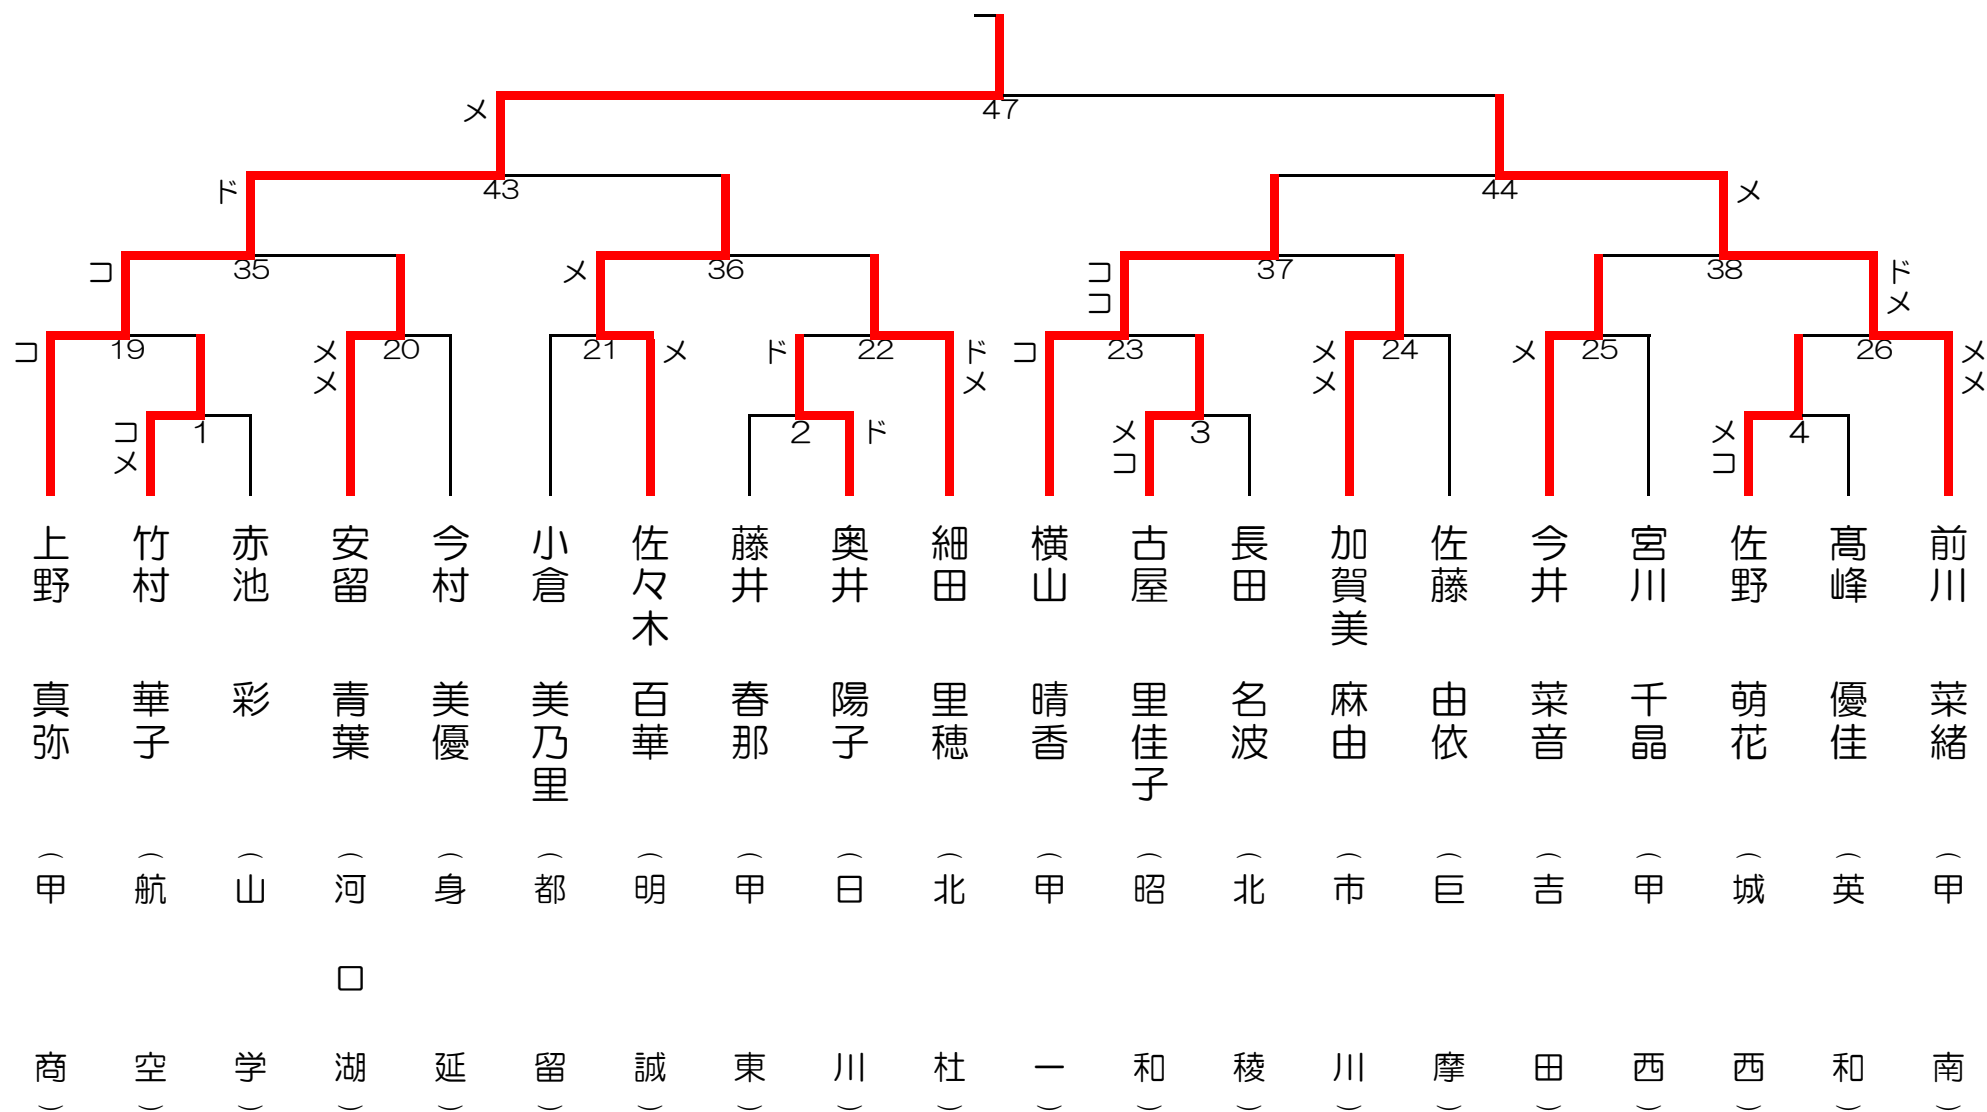 メ
47
ド
43
44
メ
コ
35
メ
36
ココ
37
38
ドメ
コ
19
メメ
20
21
メ
ド
22
ドメ
コ
23
メメ
24
メ
25
26
メメ
コメ
1
2
ド
メコ
3
メコ
4
上野 真弥 (甲商)
竹村 華子 (航空)
赤池 彩 (山学)
安留 青葉 (河口湖)
今村 美優 (身延)
小倉 美乃里 (都留)
佐々木 百華 (明誠)
藤井 春那 (甲東)
奥井 陽子 (日川)
細田 里穂 (北杜)
横山 晴香 (甲一)
古屋 里佳子 (昭和)
長田 名波 (北稜)
加賀美 麻由 (市川)
佐藤 由依 (巨摩)
今井 菜音 (吉田)
宮川 千晶 (甲西)
佐野 萌花 (城西)
髙峰 優佳 (英和)
前川 菜緒 (甲南)